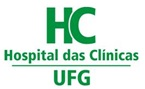 HC
Hospital das Clínicas
UFG